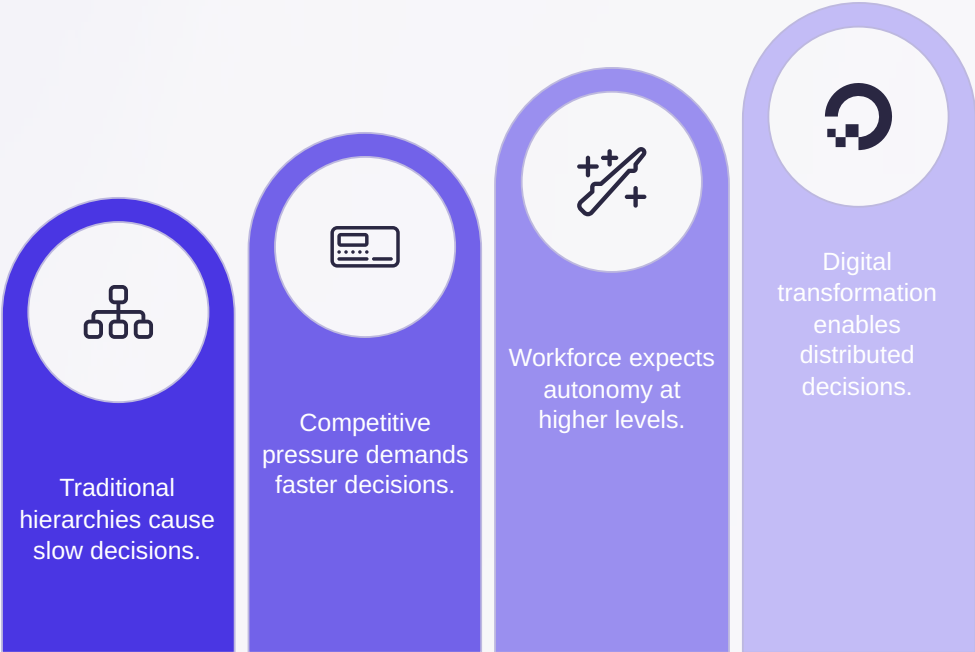 Traditional
hierarchies cause
slow decisions.
Competitive
pressure demands
faster decisions.
Workforce expects
autonomy at
higher levels.
Digital
transformation
enables
distributed
decisions.